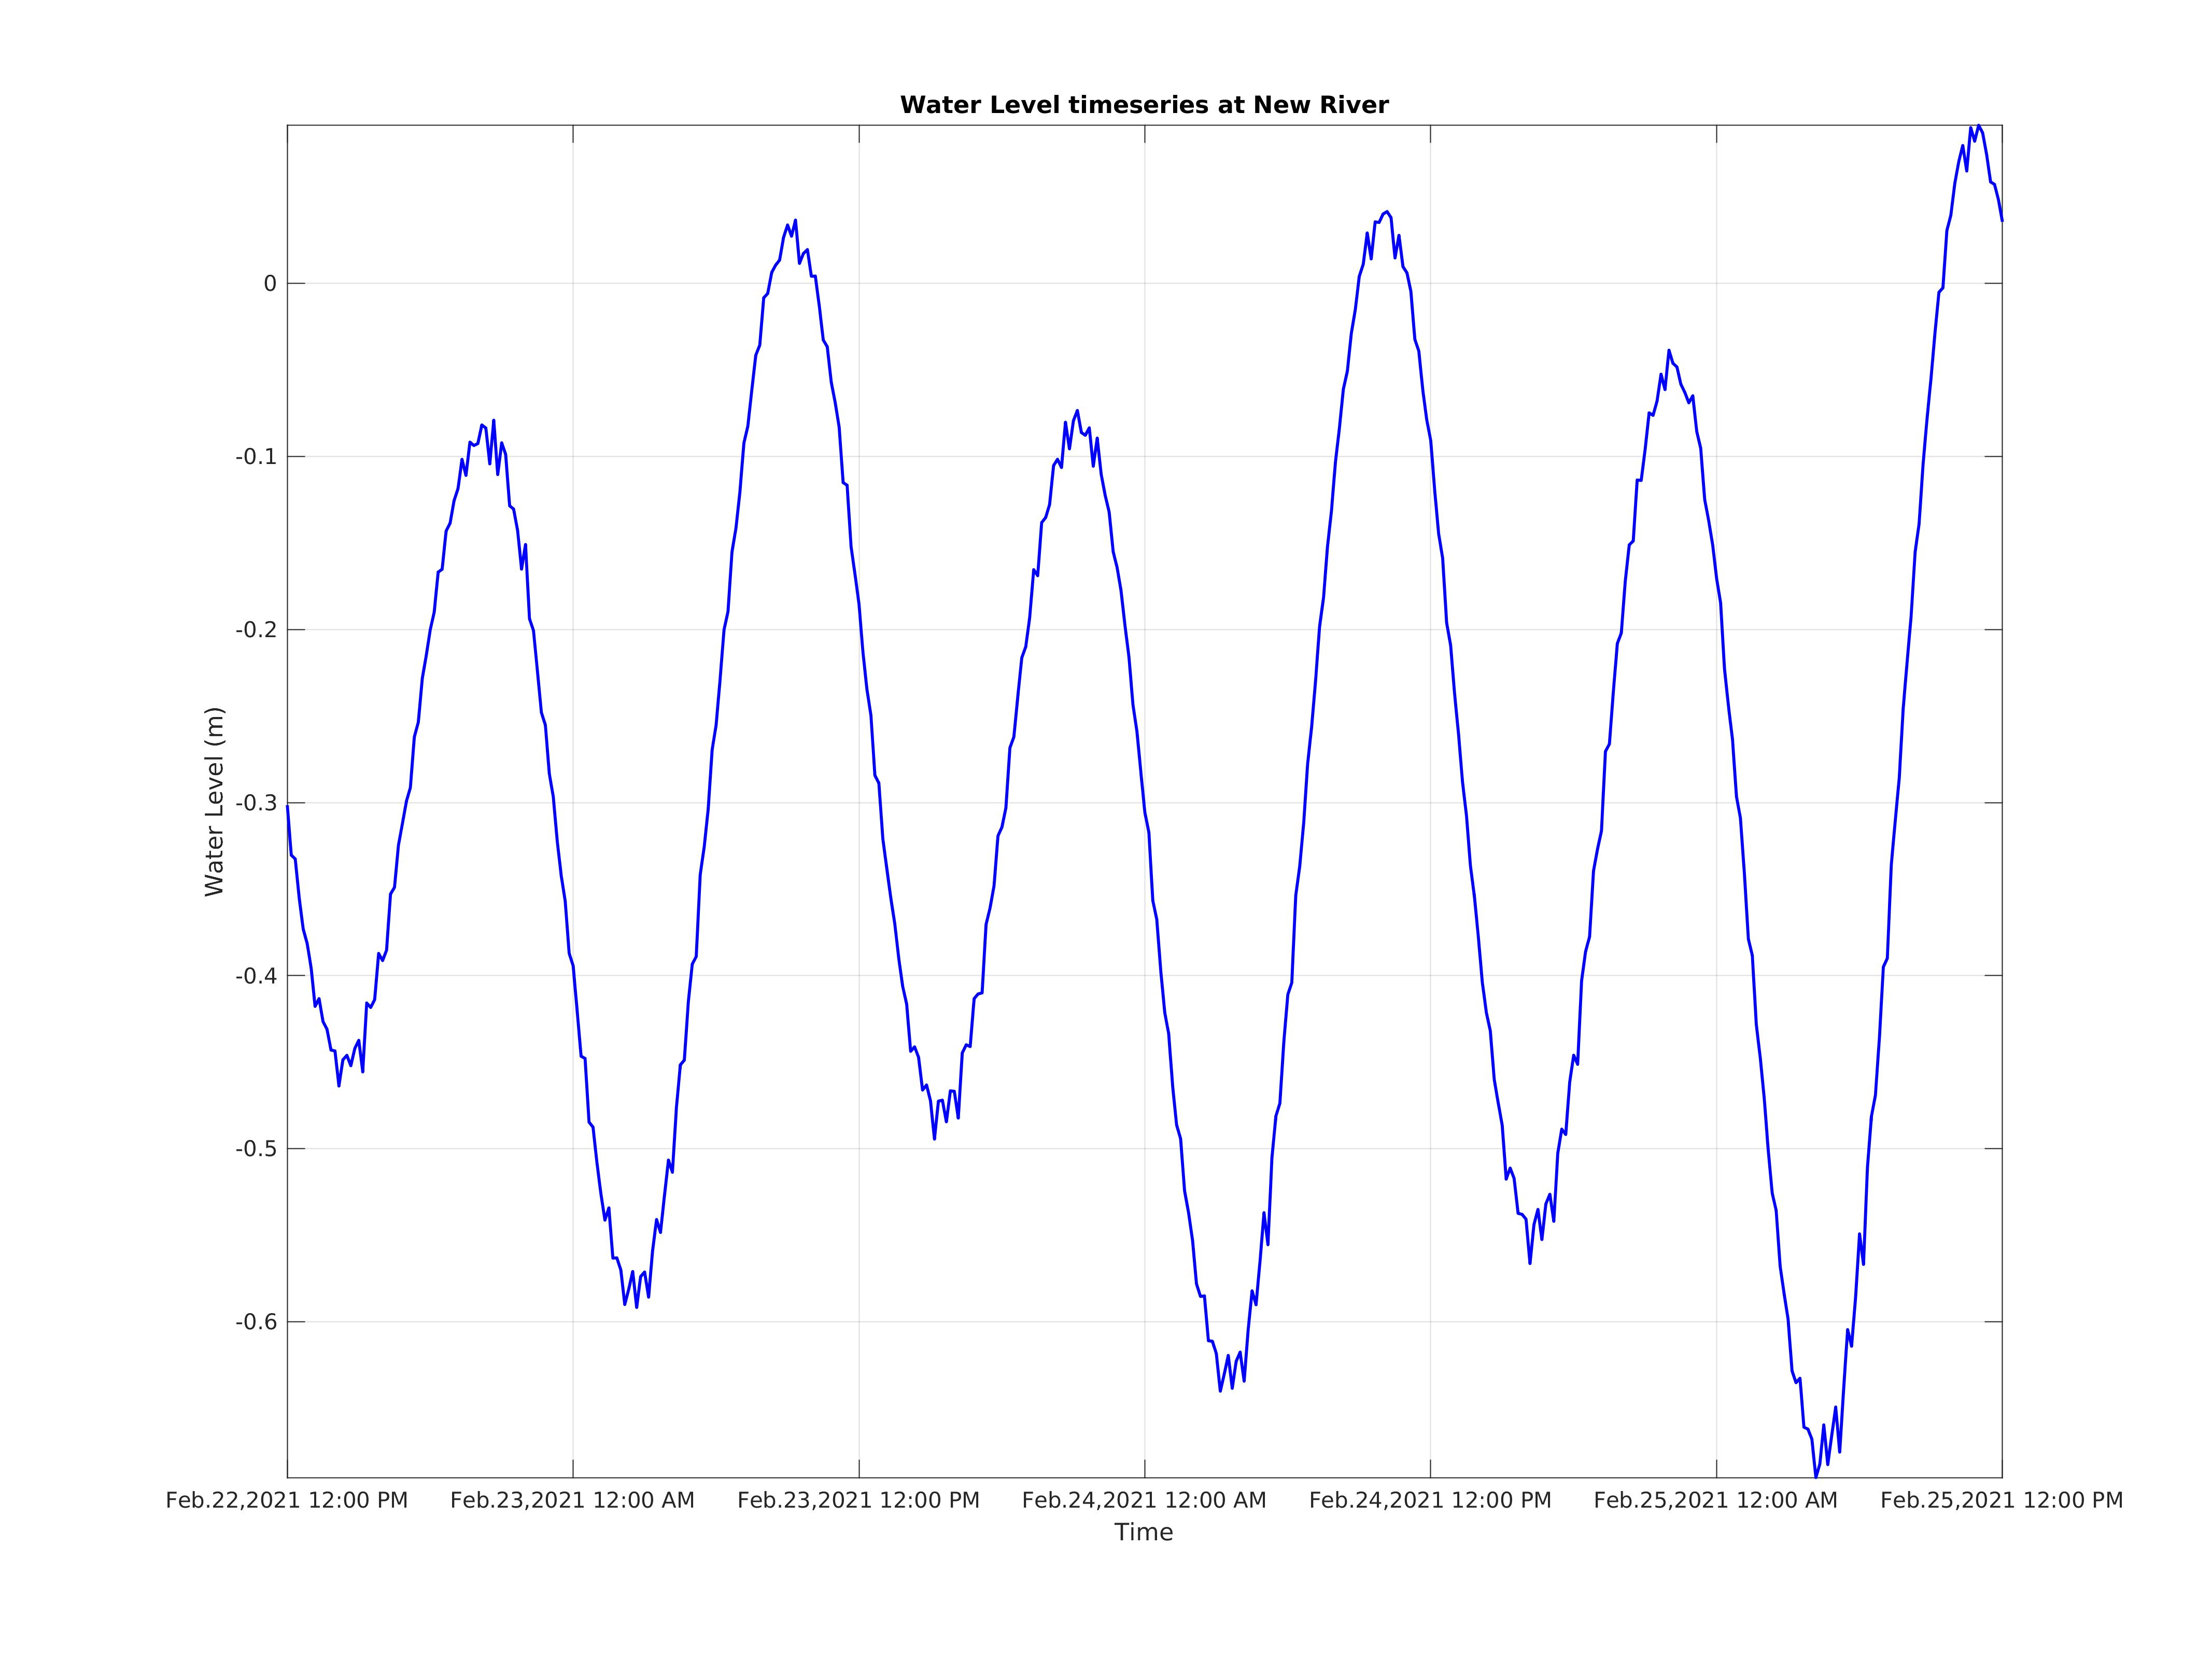 Water Level timeseries at New River
0
-0.1
-0.2
-0.3
-0.4
-0.5
-0.6
Water Level (m)
Feb.22,2021 12:00 PM Feb.23,2021 12:00 AM Feb.23,2021 12:00 PM Feb.24,2021 12:00 AM Feb.24,2021 12:00 PM Feb.25,2021 12:00 AM Feb.25,2021 12:00 PM
Time